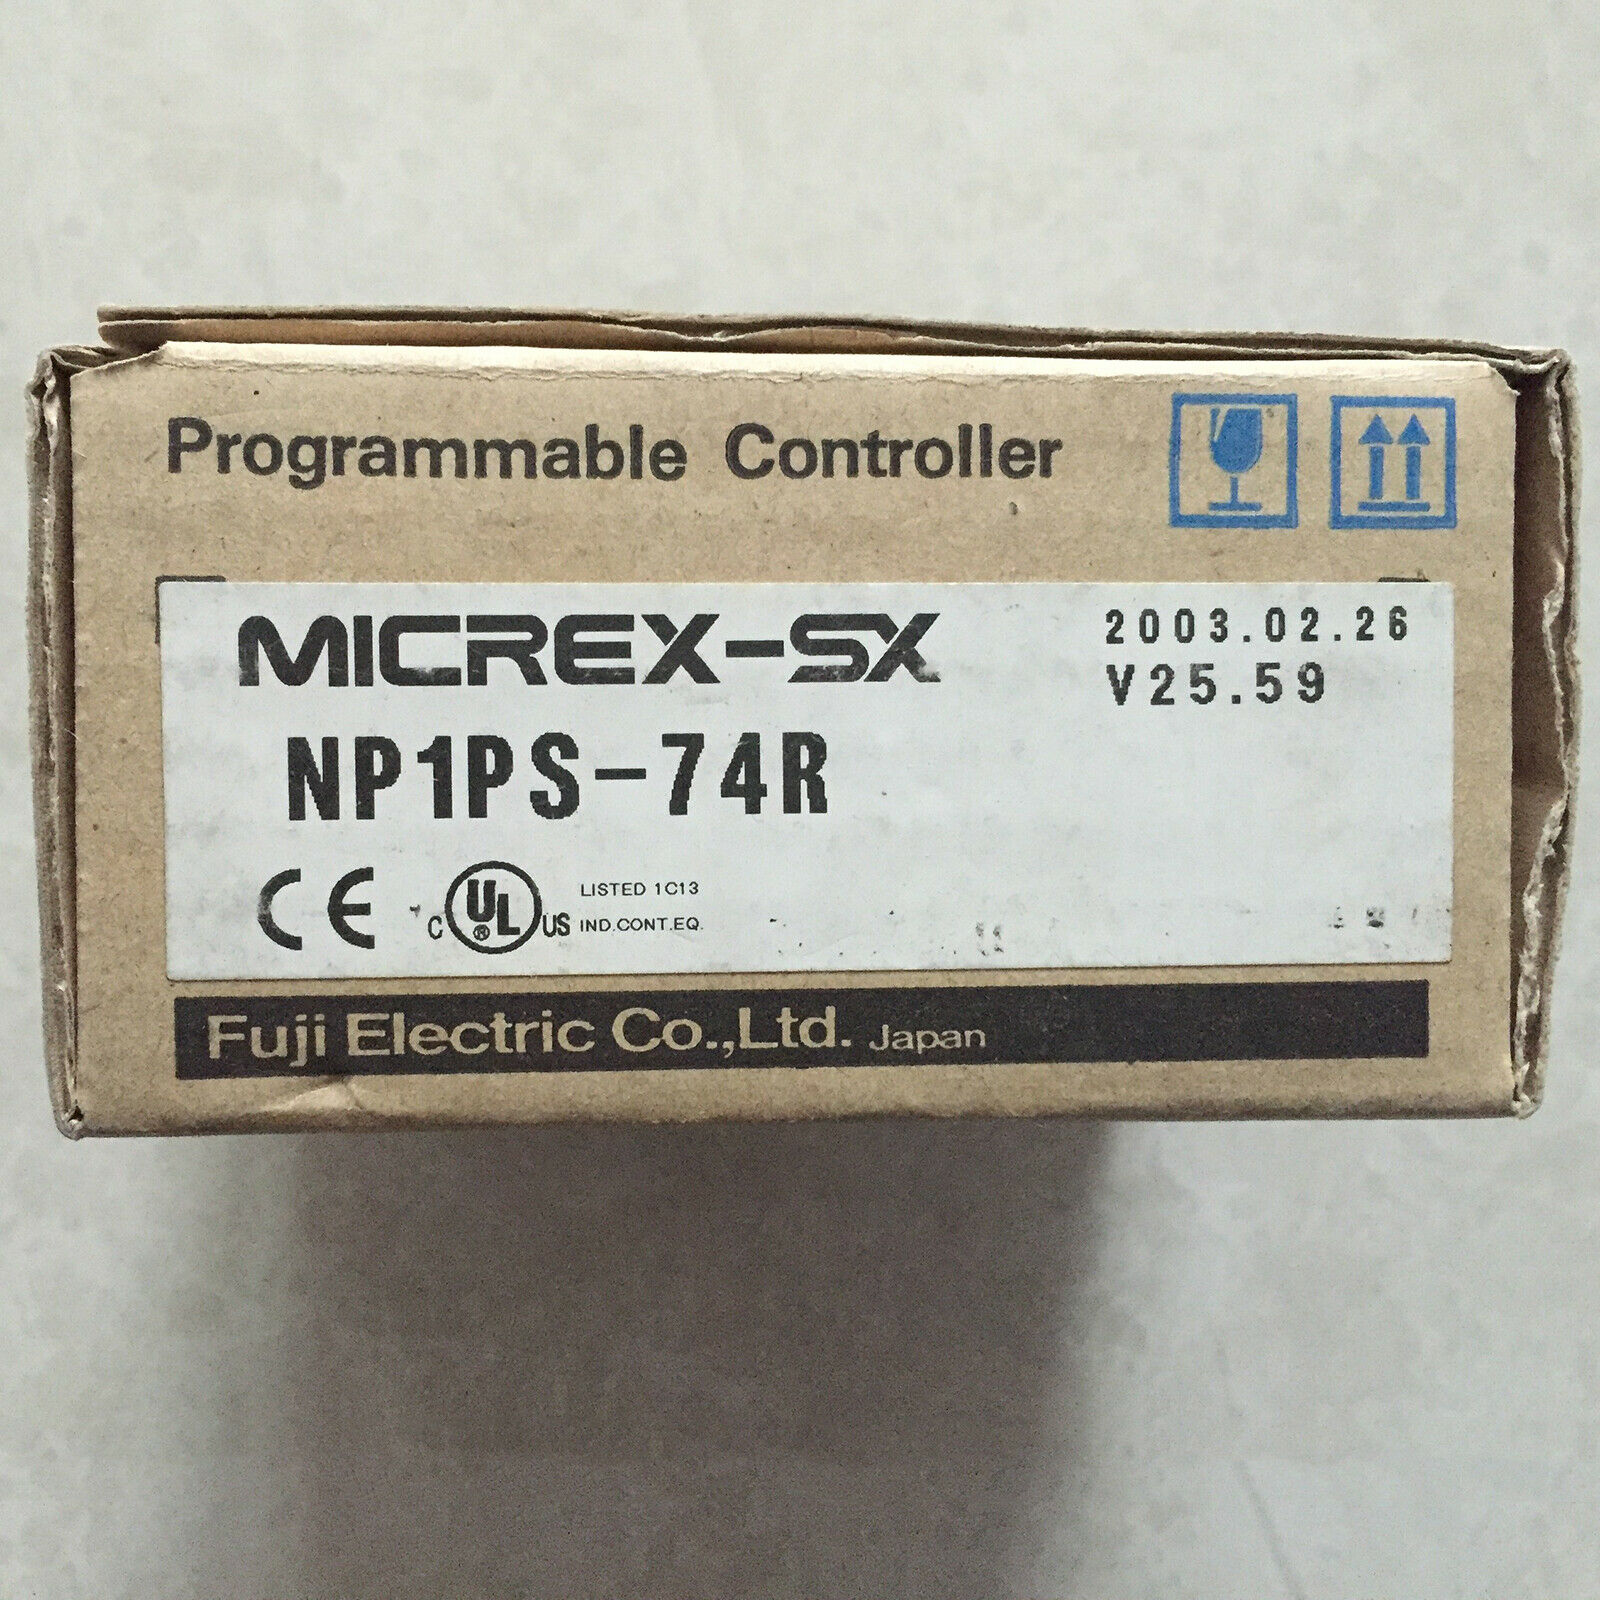 Programmable Controller
MICREX-SX
2003.02.26
V25.59
NP1PS-74R
CE
C UL® US
LISTED 1C13
IND.CONT.EQ.
Fuji Electric Co.,Ltd. Japan